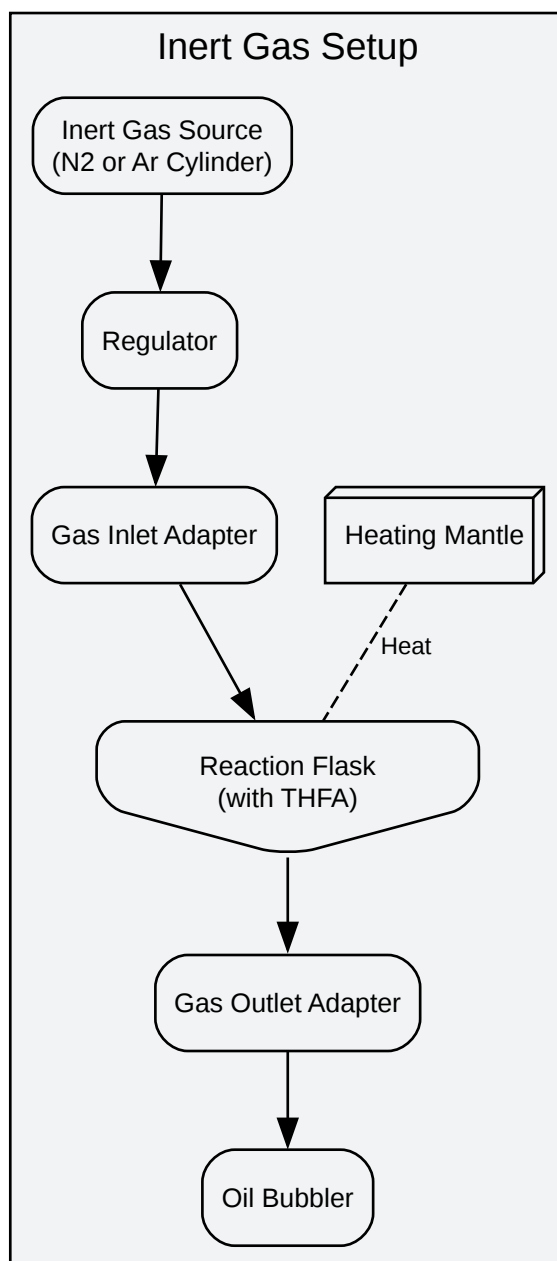 Inert Gas Setup
Inert Gas Source
(N2 or Ar Cylinder)
Regulator
Gas Inlet Adapter
Heating Mantle
Heat
Reaction Flask
(with THFA)
Gas Outlet Adapter
Oil Bubbler